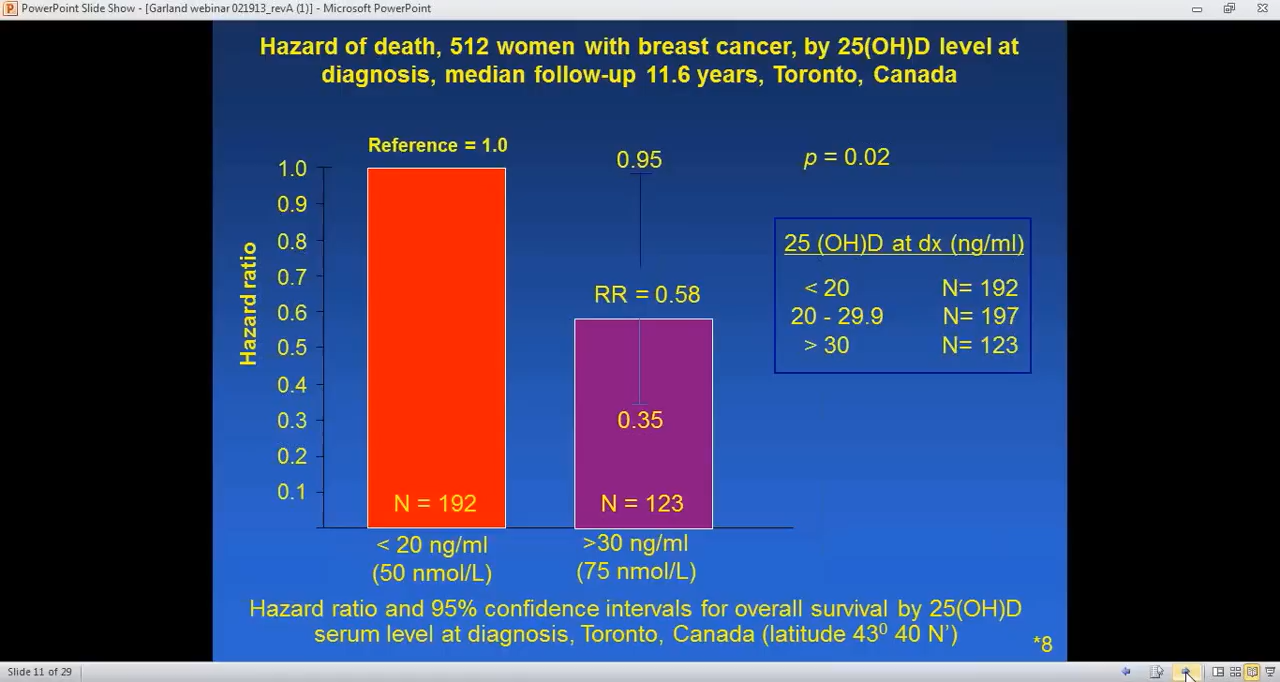 PowerPoint Slide Show - [Garland webinar 021913_revA (1)] - Microsoft PowerPoint
Hazard of death, 512 women with breast cancer, by 25(OH)D level at
diagnosis, median follow-up 11.6 years, Toronto, Canada
Reference = 1.0
0.95
p = 0.02
Hazard ratio
1.0
0.9
0.8
0.7
0.6
0.5
0.4
0.3
0.2
0.1
RR = 0.58
0.35
N = 192
N = 123
25 (OH)D at dx (ng/ml)
< 20 N= 192
20 - 29.9 N= 197
> 30 N= 123
< 20 ng/ml
(50 nmol/L)
>30 ng/ml
(75 nmol/L)
Hazard ratio and 95% confidence intervals for overall survival by 25(OH)D
serum level at diagnosis, Toronto, Canada (latitude 43⁰ 40 N’)
*8
Slide 11 of 29